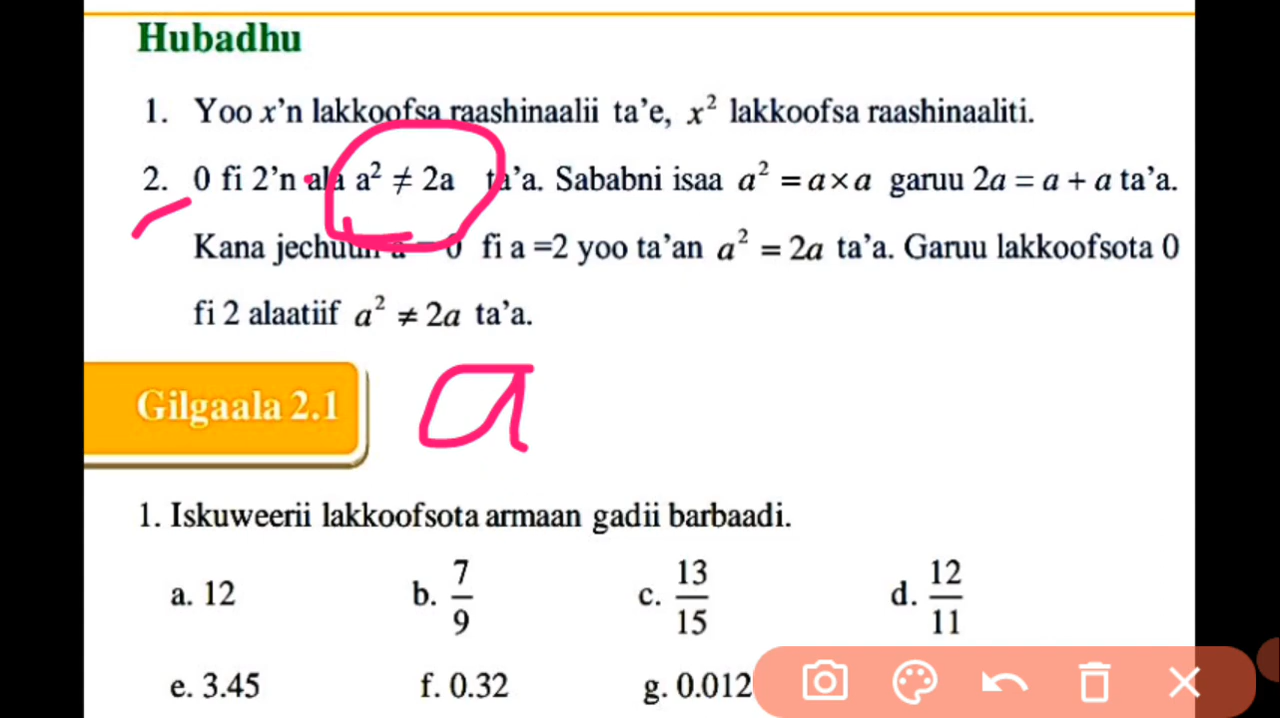 Hubadhu
1. Yoo x’n lakkoofsa raashinaalii ta’e, x² lakkoofsa raashinaaliti.
2. 0 fi 2’n ala a² ≠ 2a ta’a. Sababni isaa a² = a × a garuu 2a = a + a ta’a.
Kana jechuun a = 0 fi a =2 yoo ta’an a² = 2a ta’a. Garuu lakkoofsota 0
fi 2 alaatiif a² ≠ 2a ta’a.
Gilgaala 2.1 a
1. Iskuweerii lakkoofsota armaan gadii barbaadi.
a. 12 b. 7/9 c. 13/15 d. 12/11
e. 3.45 f. 0.32 g. 0.012